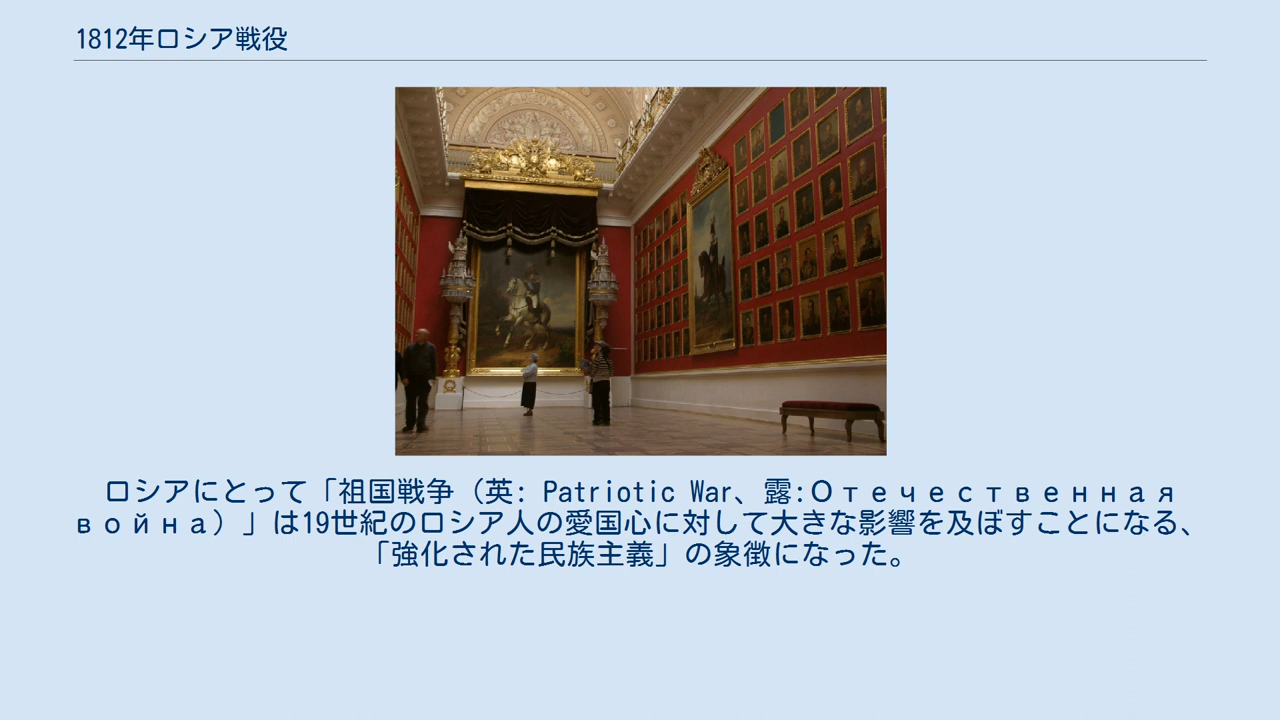 1812年ロシア戦役
ロシアにとって「祖国戦争（英: Patriotic War、露:Отечественная
война）」は19世紀のロシア人の愛国心に対して大きな影響を及ぼすことになる、
「強化された民族主義」の象徴になった。